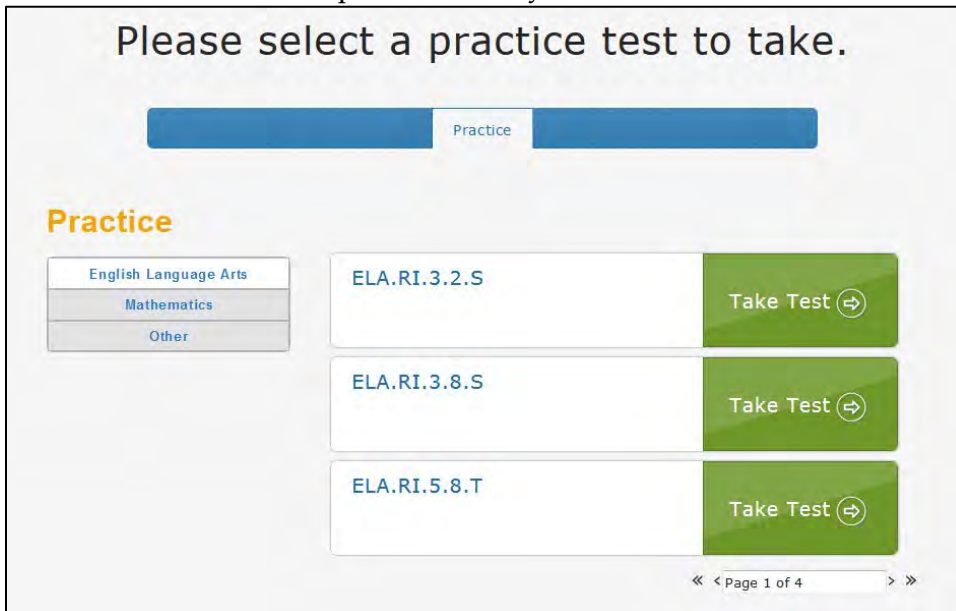 Please select a practice test to take.
Practice
Practice
English Language Arts
Mathematics
Other
ELA.RI.3.2.S
Take Test
ELA.RI.3.8.S
Take Test
ELA.RI.5.8.T
Take Test
« < Page 1 of 4 > »